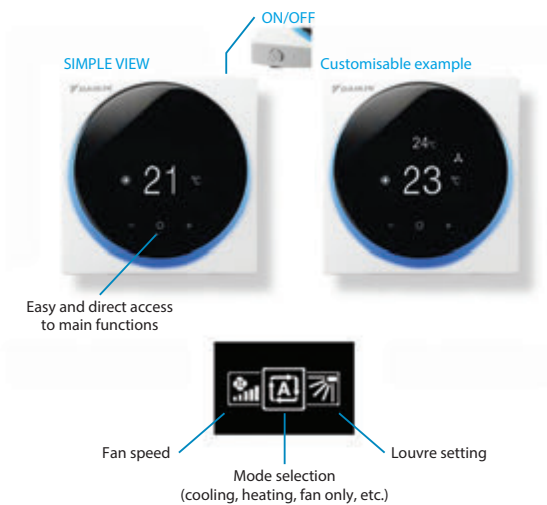 ON/OFF
SIMPLE VIEW
Customisable example
DAIKIN
DAIKIN
21 °C
24°C
23 °C
- O +
- O +
Easy and direct access
to main functions
A
Fan speed
Louvre setting
Mode selection
(cooling, heating, fan only, etc.)